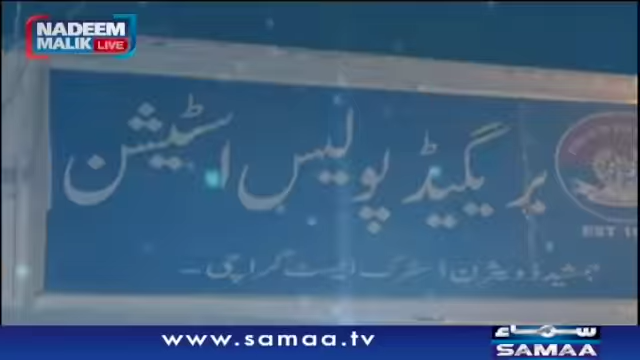 NADEEM
MALIK LIVE
بریگیڈ پولیس اسٹیشن
جمشید ڈویژن ڈسٹرکٹ ایسٹ کراچی۔
www.samaa.tv
سماء
SAMAA